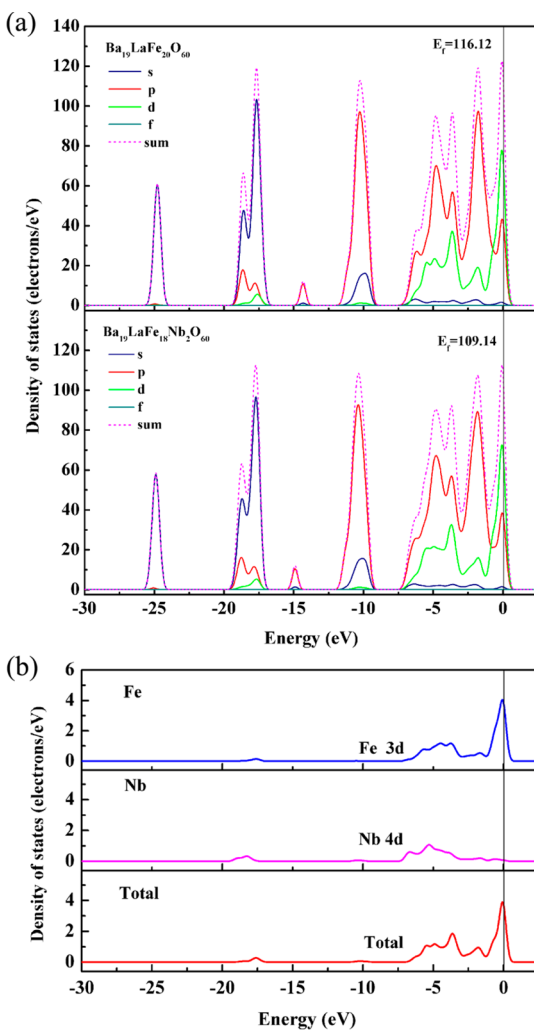 (a)
140
120
100
80
60
40
20
0
Ba₁₉LaFe₂₀O₆₀
s
p
d
f
sum
E_f=116.12
120
100
80
60
40
20
0
Ba₁₉LaFe₁₈Nb₂O₆₀
s
p
d
f
sum
E_f=109.14
Density of states (electrons/eV)
-30 -25 -20 -15 -10 -5 0
Energy (eV)
(b)
6
4
2
0
Fe
Fe 3d
4
2
0
Nb
Nb 4d
4
2
0
Total
Total
Density of states (electrons/eV)
-30 -25 -20 -15 -10 -5 0
Energy (eV)